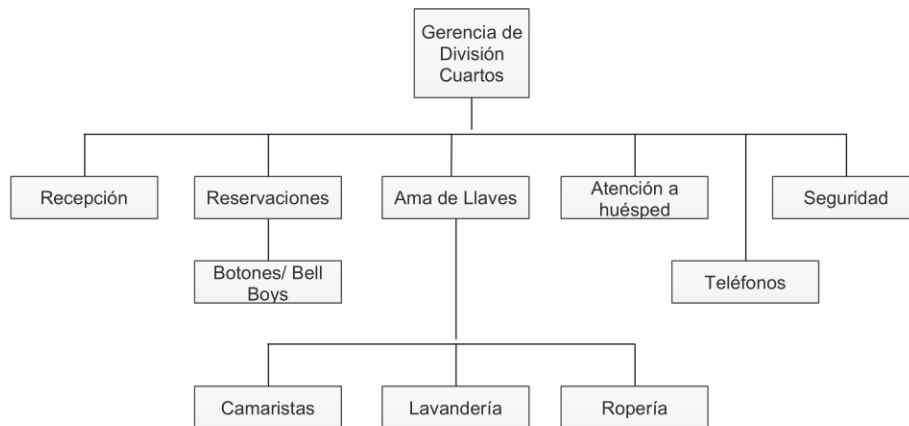 Gerencia de
División
Cuartos
Recepción
Reservaciones
Ama de Llaves
Atención a
huésped
Seguridad
Botones/ Bell
Boys
Teléfonos
Camaristas
Lavandería
Ropería